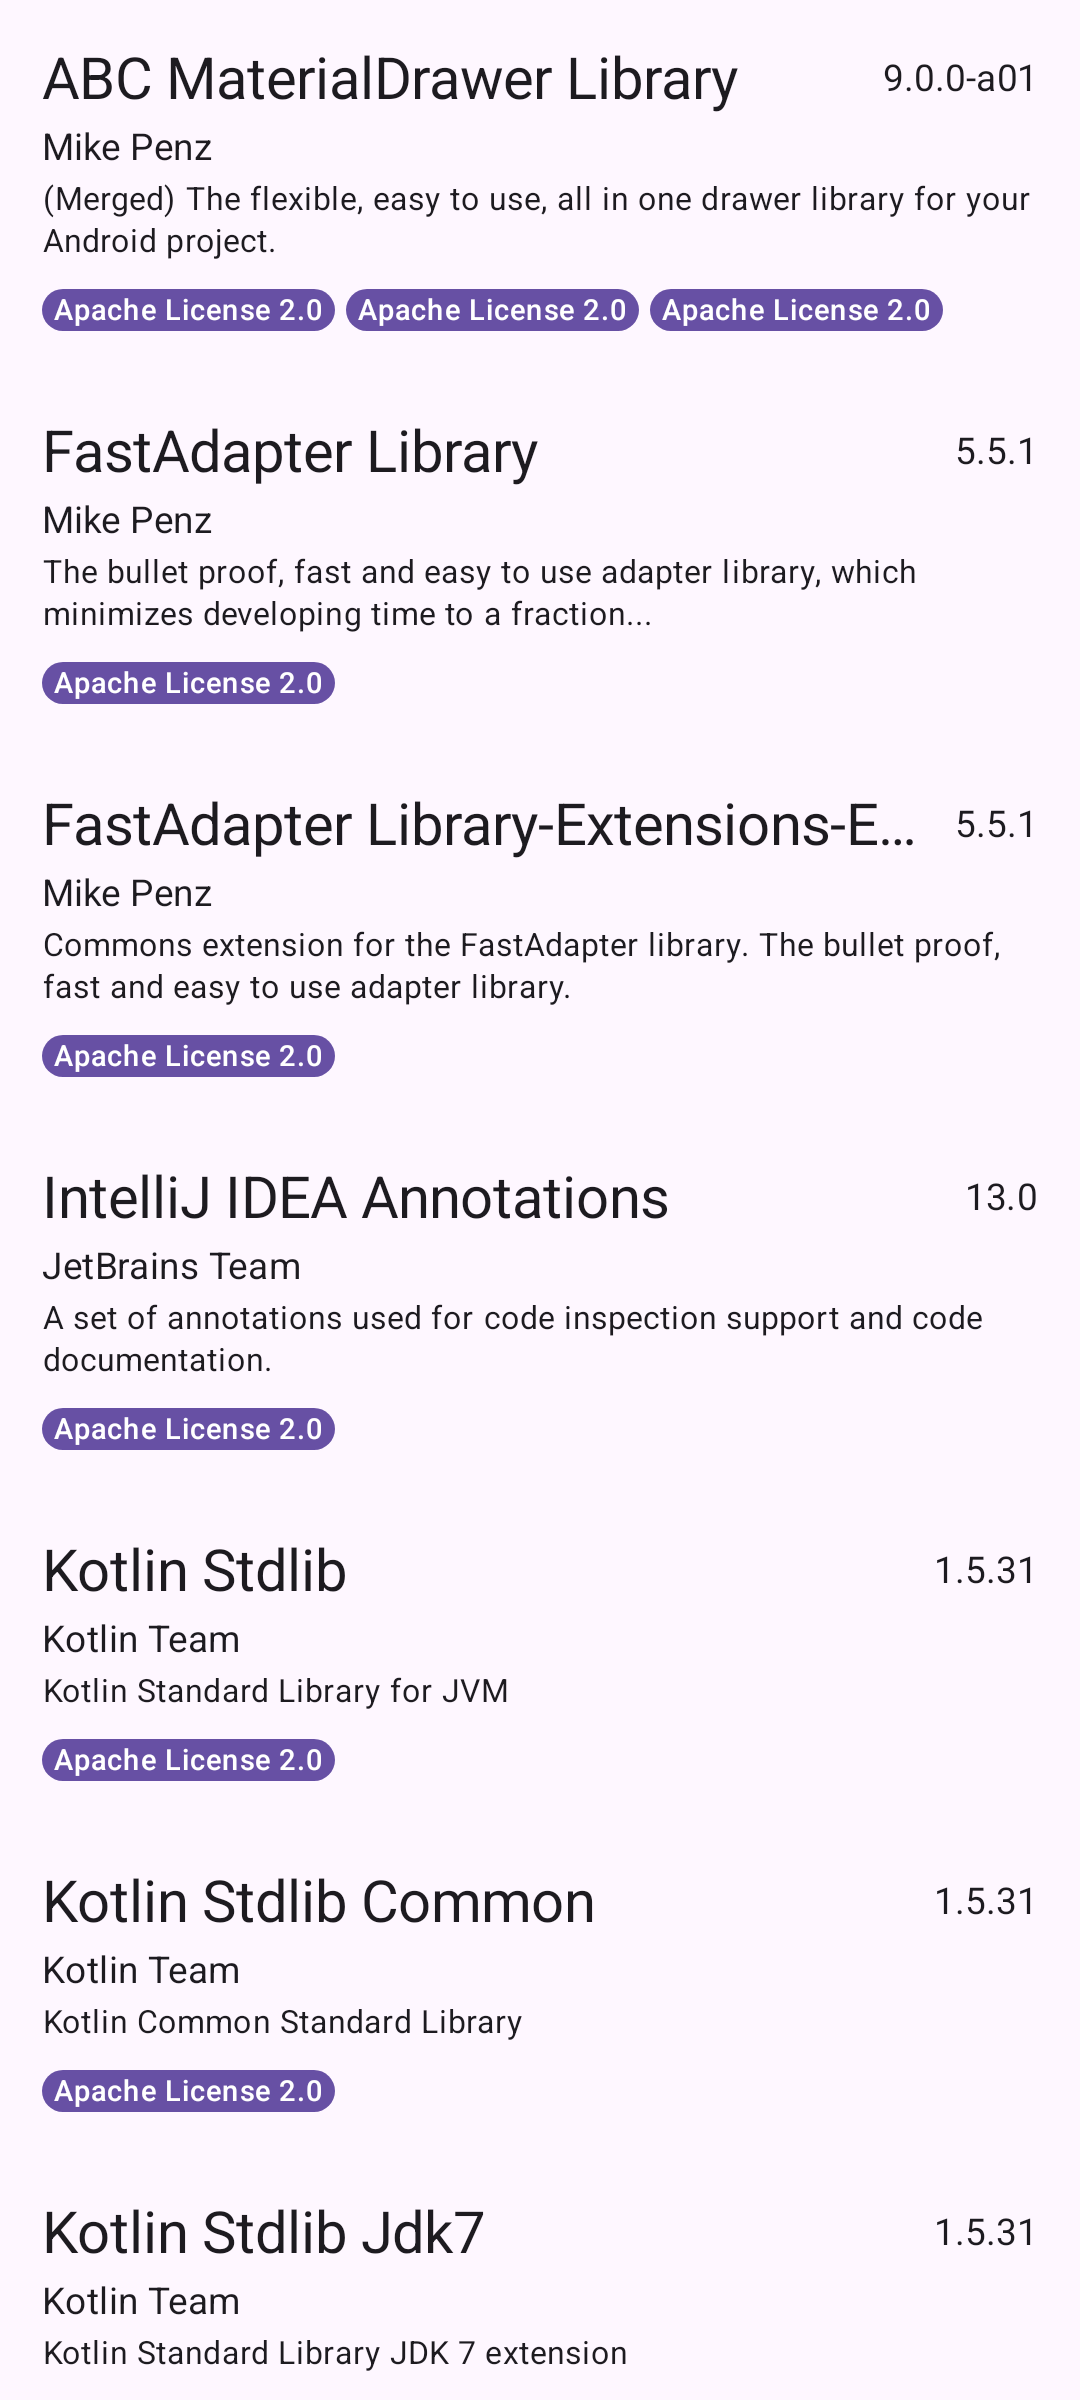 ABC MaterialDrawer Library 9.0.0-a01
Mike Penz
(Merged) The flexible, easy to use, all in one drawer library for your
Android project.
Apache License 2.0 Apache License 2.0 Apache License 2.0
FastAdapter Library 5.5.1
Mike Penz
The bullet proof, fast and easy to use adapter library, which
minimizes developing time to a fraction...
Apache License 2.0
FastAdapter Library-Extensions-E... 5.5.1
Mike Penz
Commons extension for the FastAdapter library. The bullet proof,
fast and easy to use adapter library.
Apache License 2.0
IntelliJ IDEA Annotations 13.0
JetBrains Team
A set of annotations used for code inspection support and code
documentation.
Apache License 2.0
Kotlin Stdlib 1.5.31
Kotlin Team
Kotlin Standard Library for JVM
Apache License 2.0
Kotlin Stdlib Common 1.5.31
Kotlin Team
Kotlin Common Standard Library
Apache License 2.0
Kotlin Stdlib Jdk7 1.5.31
Kotlin Team
Kotlin Standard Library JDK 7 extension